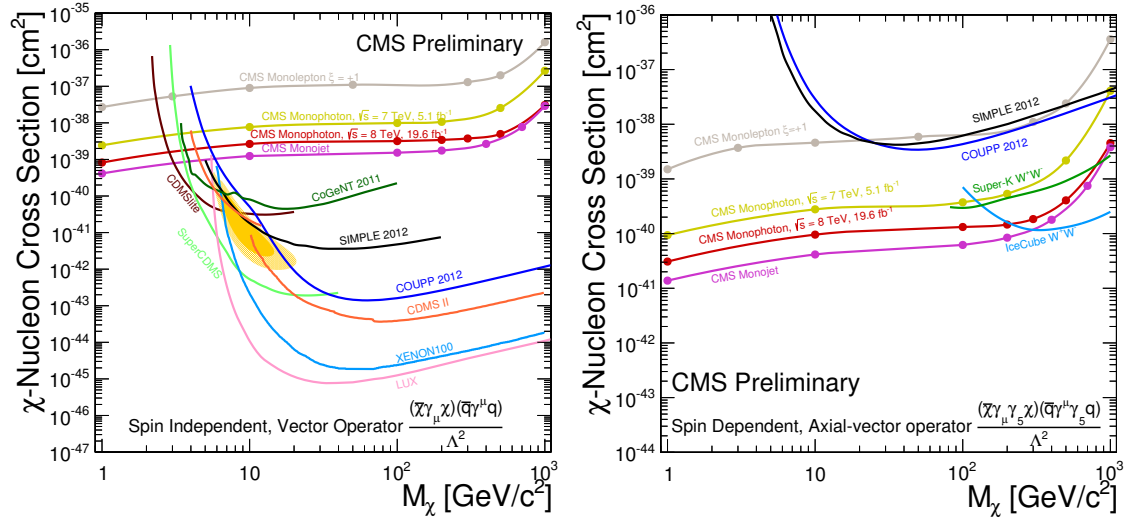 χ-Nucleon Cross Section [cm²]
10⁻³⁵
10⁻³⁶
10⁻³⁷
10⁻³⁸
10⁻³⁹
10⁻⁴⁰
10⁻⁴¹
10⁻⁴²
10⁻⁴³
10⁻⁴⁴
10⁻⁴⁵
10⁻⁴⁶
10⁻⁴⁷
CMS Preliminary
CMS Monolepton ξ = +1
CMS Monophoton, √s = 7 TeV, 5.1 fb⁻¹
CMS Monophoton, √s = 8 TeV, 19.6 fb⁻¹
CMS Monojet
CDMSlite
CoGeNT 2011
SuperCDMS
SIMPLE 2012
COUPP 2012
CDMS II
XENON100
LUX
Spin Independent, Vector Operator (χ̅γ_μχ)(q̅γ^μq)/Λ²
1 10 10² 10³
M_χ [GeV/c²]
χ-Nucleon Cross Section [cm²]
10⁻³⁶
10⁻³⁷
10⁻³⁸
10⁻³⁹
10⁻⁴⁰
10⁻⁴¹
10⁻⁴²
10⁻⁴³
10⁻⁴⁴
SIMPLE 2012
CMS Monolepton ξ=+1
COUPP 2012
Super-K W⁺W⁻
CMS Monophoton, √s = 7 TeV, 5.1 fb⁻¹
CMS Monophoton, √s = 8 TeV, 19.6 fb⁻¹
IceCube W⁺W⁻
CMS Monojet
CMS Preliminary
Spin Dependent, Axial-vector operator (χ̅γ_μγ₅χ)(q̅γ^μγ₅q)/Λ²
1 10 10² 10³
M_χ [GeV/c²]